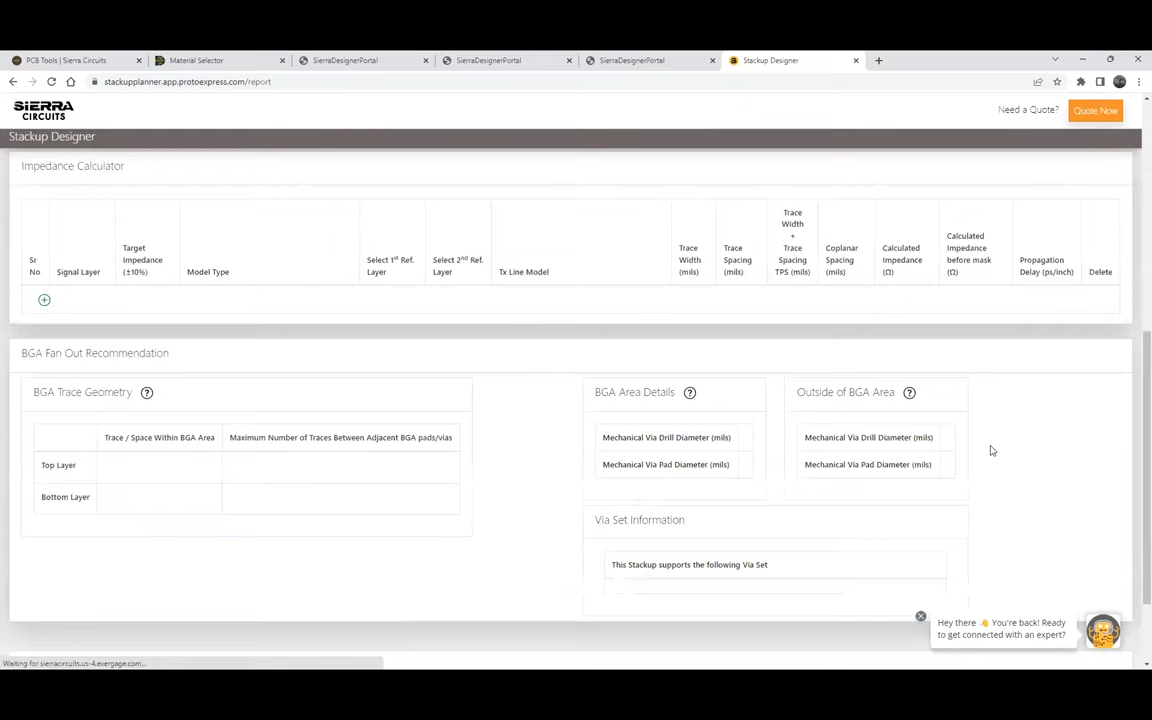 PCB Tools | Sierra Circuits
Material Selector
SierraDesignerPortal
SierraDesignerPortal
SierraDesignerPortal
Stackup Designer
stackupplanner.app.protoexpress.com/report
SIERRA
CIRCUITS
Need a Quote?
Quote Now
Stackup Designer
Impedance Calculator
Sr
No
Signal Layer
Target
Impedance
(±10%)
Model Type
Select 1st Ref.
Layer
Select 2nd Ref.
Layer
Tx Line Model
Trace
Width
(mils)
Trace
Spacing
(mils)
Trace
Width
+
Trace
Spacing
TPS (mils)
Coplanar
Spacing
(mils)
Calculated
Impedance
(Ω)
Calculated
Impedance
before mask
(Ω)
Propagation
Delay (ps/inch)
Delete
BGA Fan Out Recommendation
BGA Trace Geometry ?
Trace / Space Within BGA Area
Maximum Number of Traces Between Adjacent BGA pads/vias
Top Layer
Bottom Layer
BGA Area Details ?
Mechanical Via Drill Diameter (mils)
Mechanical Via Pad Diameter (mils)
Outside of BGA Area ?
Mechanical Via Drill Diameter (mils)
Mechanical Via Pad Diameter (mils)
Via Set Information
This Stackup supports the following Via Set
Hey there 👋 You're back! Ready
to get connected with an expert?
Waiting for sierracircuits.us-4.evergage.com...